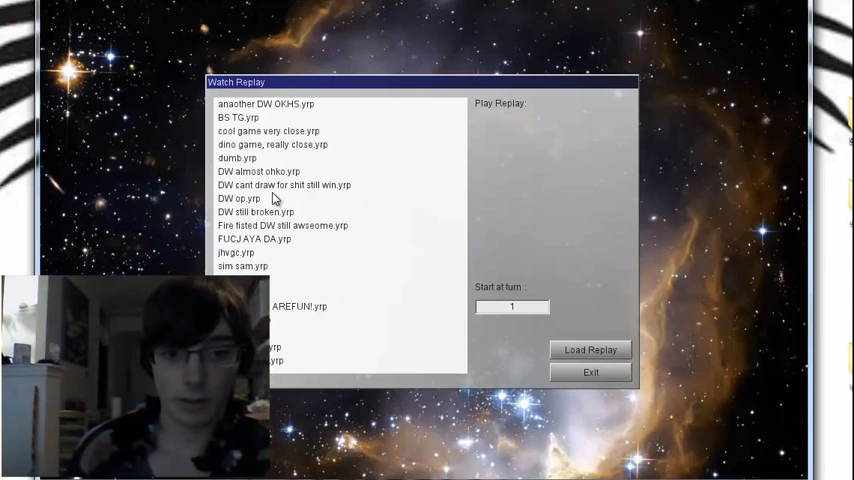 Watch Replay
anaother DW OKHS.yrp
BS TG.yrp
cool game very close.yrp
dino game, really close.yrp
dumb.yrp
DW almost ohko.yrp
DW cant draw for shit still win.yrp
DW op.yrp
DW still broken.yrp
Fire fisted DW still awseome.yrp
FUCJ AYA DA.yrp
jhvgc.yrp
sim sam.yrp
AREFUN!.yrp
.yrp
.yrp
Play Replay:
Start at turn :
1
Load Replay
Exit